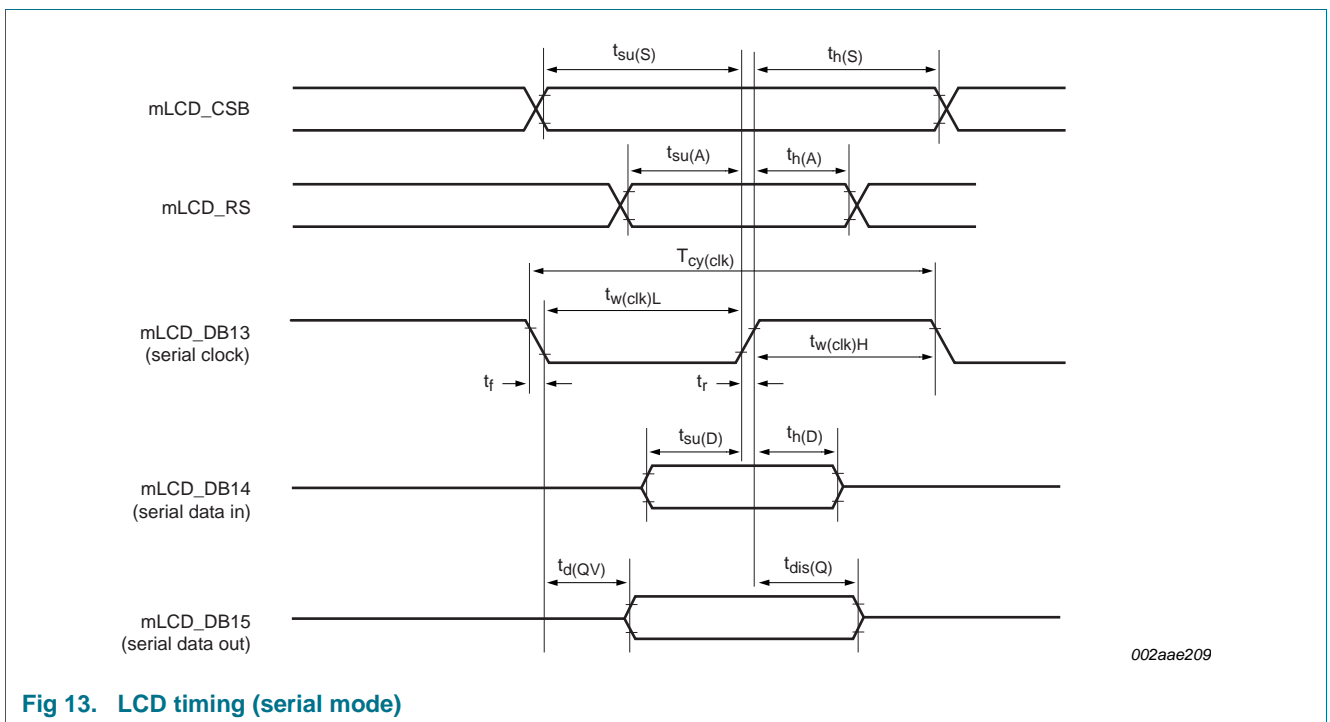 tsu(S)
th(S)
mLCD_CSB
tsu(A)
th(A)
mLCD_RS
Tcy(clk)
tw(clk)L
mLCD_DB13
(serial clock)
tw(clk)H
tf
tr
tsu(D)
th(D)
mLCD_DB14
(serial data in)
td(QV)
tdis(Q)
mLCD_DB15
(serial data out)
002aae209
Fig 13. LCD timing (serial mode)